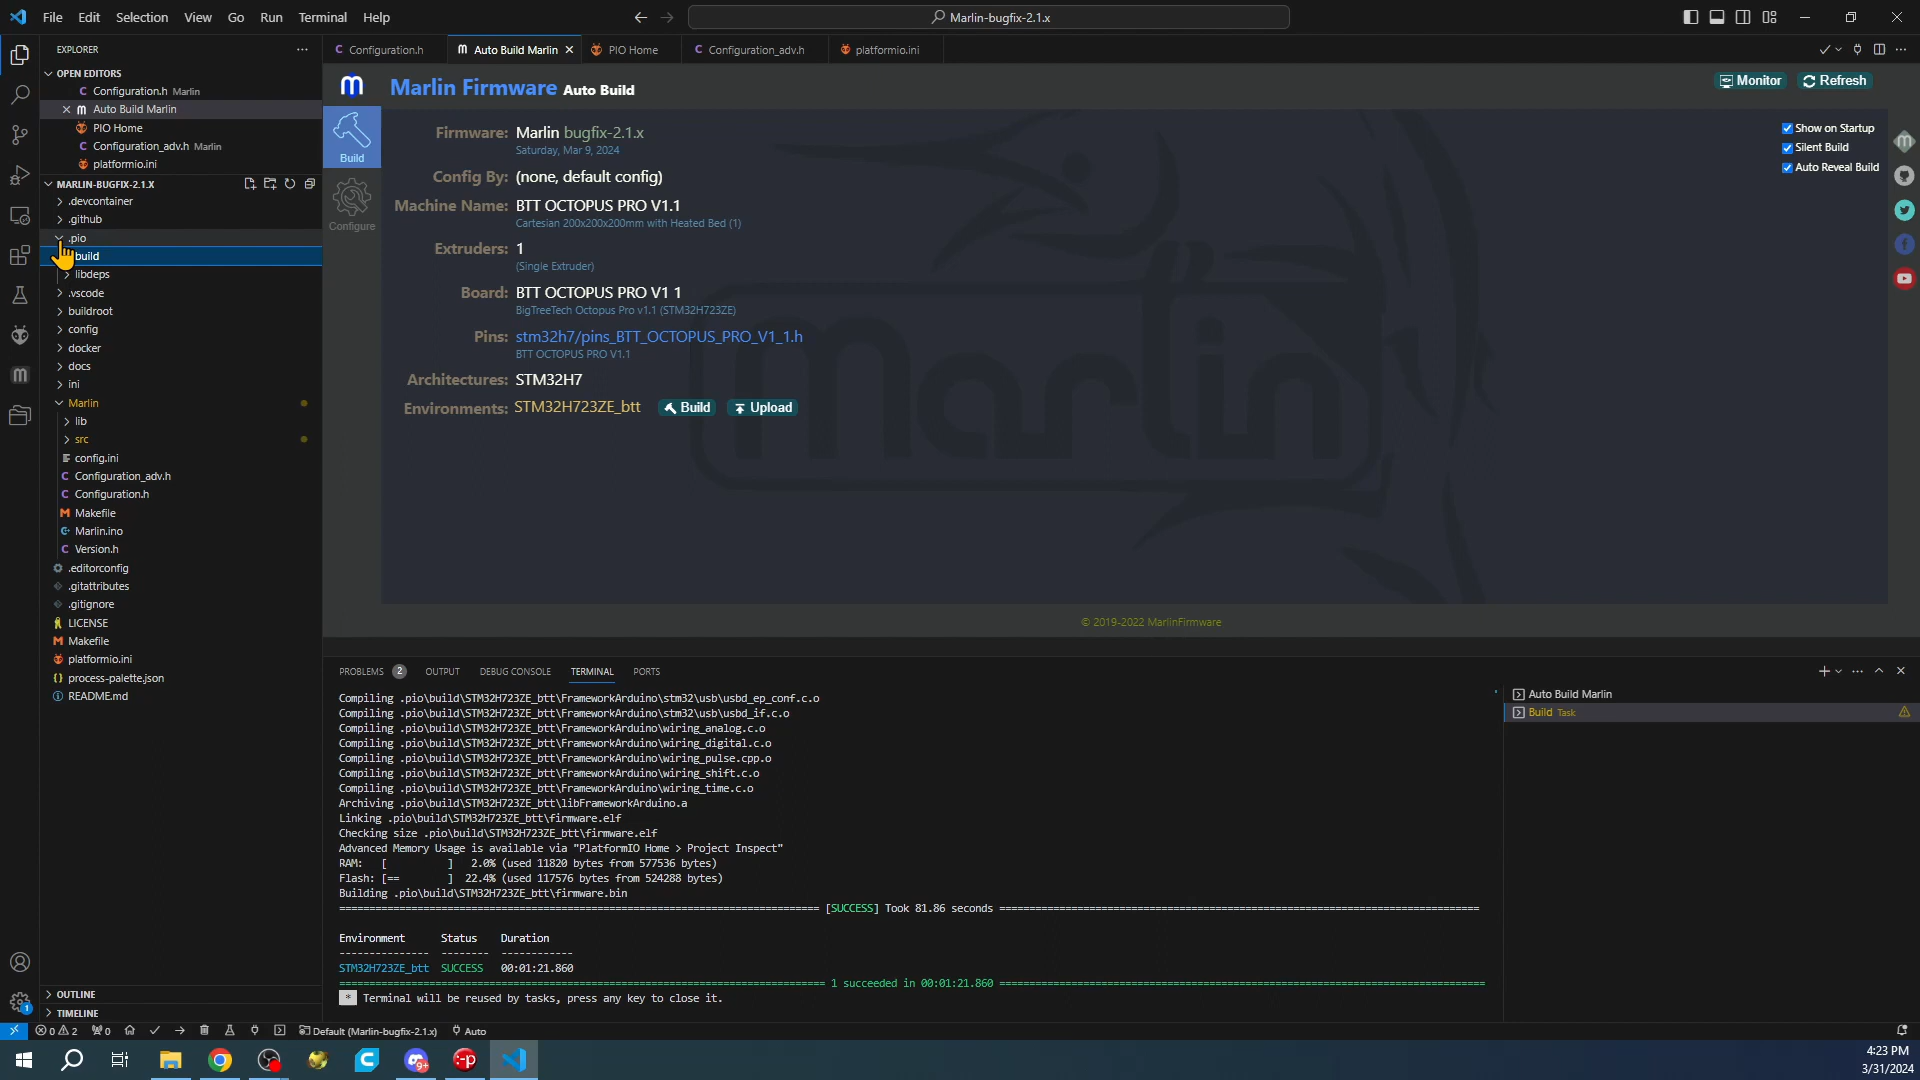 File Edit Selection View Go Run Terminal Help
Marlin-bugfix-2.1.x
EXPLORER
Configuration.h
Auto Build Marlin
PIO Home
Configuration_adv.h
platformio.ini
OPEN EDITORS
Configuration.h Marlin
Auto Build Marlin
PIO Home
Configuration_adv.h Marlin
platformio.ini
MARLIN-BUGFIX-2.1.X
.devcontainer
.github
.pio
build
libdeps
.vscode
buildroot
config
docker
docs
ini
Marlin
lib
src
config.ini
Configuration_adv.h
Configuration.h
Makefile
Marlin.ino
Version.h
.editorconfig
.gitattributes
.gitignore
LICENSE
Makefile
platformio.ini
process-palette.json
README.md
OUTLINE
TIMELINE
Marlin Firmware Auto Build
Monitor
Refresh
Build
Configure
Firmware: Marlin bugfix-2.1.x
Saturday, Mar 9, 2024
Config By: (none, default config)
Machine Name: BTT OCTOPUS PRO V1.1
Cartesian 200x200x200mm with Heated Bed (1)
Extruders: 1
(Single Extruder)
Board: BTT OCTOPUS PRO V1 1
BigTreeTech Octopus Pro v1.1 (STM32H723ZE)
Pins: stm32h7/pins_BTT_OCTOPUS_PRO_V1_1.h
BTT OCTOPUS PRO V1.1
Architectures: STM32H7
Environments: STM32H723ZE_btt Build Upload
Show on Startup
Silent Build
Auto Reveal Build
marlin
© 2019-2022 MarlinFirmware
PROBLEMS 2 OUTPUT DEBUG CONSOLE TERMINAL PORTS
Compiling .pio\build\STM32H723ZE_btt\FrameworkArduino\stm32\usb\usbd_ep_conf.c.o
Compiling .pio\build\STM32H723ZE_btt\FrameworkArduino\stm32\usb\usbd_if.c.o
Compiling .pio\build\STM32H723ZE_btt\FrameworkArduino\wiring_analog.c.o
Compiling .pio\build\STM32H723ZE_btt\FrameworkArduino\wiring_digital.c.o
Compiling .pio\build\STM32H723ZE_btt\FrameworkArduino\wiring_pulse.cpp.o
Compiling .pio\build\STM32H723ZE_btt\FrameworkArduino\wiring_shift.c.o
Compiling .pio\build\STM32H723ZE_btt\FrameworkArduino\wiring_time.c.o
Archiving .pio\build\STM32H723ZE_btt\libFrameworkArduino.a
Linking .pio\build\STM32H723ZE_btt\firmware.elf
Checking size .pio\build\STM32H723ZE_btt\firmware.elf
Advanced Memory Usage is available via "PlatformIO Home > Project Inspect"
RAM: [ ] 2.0% (used 11820 bytes from 577536 bytes)
Flash: [== ] 22.4% (used 117576 bytes from 524288 bytes)
Building .pio\build\STM32H723ZE_btt\firmware.bin
[SUCCESS] Took 81.86 seconds
Environment Status Duration
STM32H723ZE_btt SUCCESS 00:01:21.860
1 succeeded in 00:01:21.860
* Terminal will be reused by tasks, press any key to close it.
Auto Build Marlin
Build Task
0 2 0 Default (Marlin-bugfix-2.1.x) Auto
4:23 PM
3/31/2024